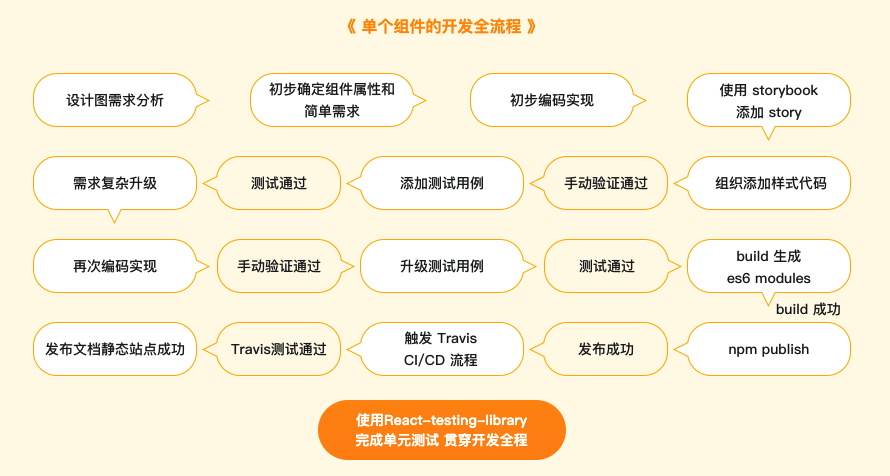 《 单个组件的开发全流程 》
设计图需求分析
初步确定组件属性和
简单需求
初步编码实现
使用 storybook
添加 story
需求复杂升级
测试通过
添加测试用例
手动验证通过
组织添加样式代码
再次编码实现
手动验证通过
升级测试用例
测试通过
build 生成
es6 modules
build 成功
发布文档静态站点成功
Travis测试通过
触发 Travis
CI/CD 流程
发布成功
npm publish
使用React-testing-library
完成单元测试 贯穿开发全程